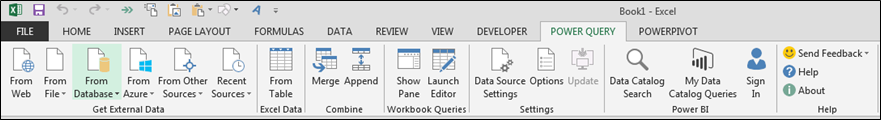 Book1 - Excel
FILE HOME INSERT PAGE LAYOUT FORMULAS DATA REVIEW VIEW DEVELOPER POWER QUERY POWERPIVOT
From Web
From File
From Database
From Azure
From Other Sources
Recent Sources
Get External Data
From Table
Excel Data
Merge
Append
Combine
Show Pane
Launch Editor
Workbook Queries
Data Source Settings
Options
Update
Settings
Data Catalog Search
My Data Catalog Queries
Sign In
Power BI
Send Feedback
Help
About
Help